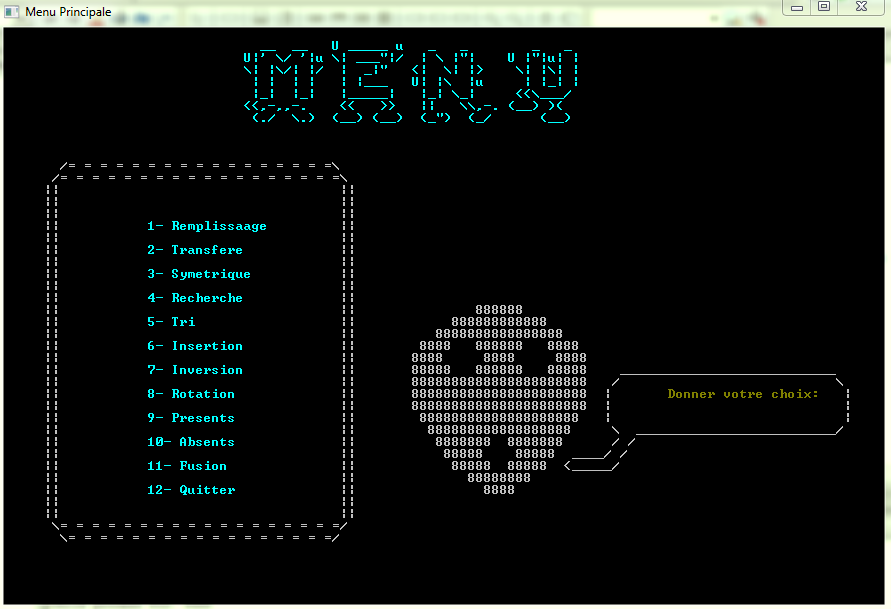 Menu Principale
MENU
1- Remplissaage
2- Transfere
3- Symetrique
4- Recherche
5- Tri
6- Insertion
7- Inversion
8- Rotation
9- Presents
10- Absents
11- Fusion
12- Quitter
Donner votre choix: